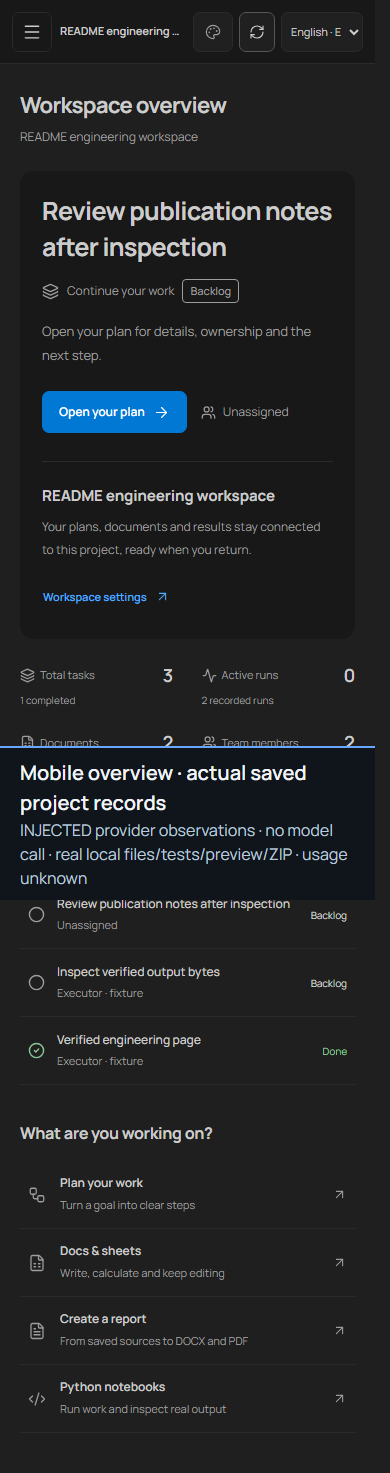 README engineering ...
English · E
Workspace overview
README engineering workspace
Review publication notes
after inspection
Continue your work
Backlog
Open your plan for details, ownership and the
next step.
Open your plan
Unassigned
README engineering workspace
Your plans, documents and results stay connected
to this project, ready when you return.
Workspace settings
Total tasks
3
1 completed
Active runs
0
2 recorded runs
Documents
2
Team members
2
Mobile overview · actual saved
project records
INJECTED provider observations · no model
call · real local files/tests/preview/ZIP · usage
unknown
Review publication notes after inspection
Unassigned
Backlog
Inspect verified output bytes
Executor · fixture
Backlog
Verified engineering page
Executor · fixture
Done
What are you working on?
Plan your work
Turn a goal into clear steps
Docs & sheets
Write, calculate and keep editing
Create a report
From saved sources to DOCX and PDF
Python notebooks
Run work and inspect real output